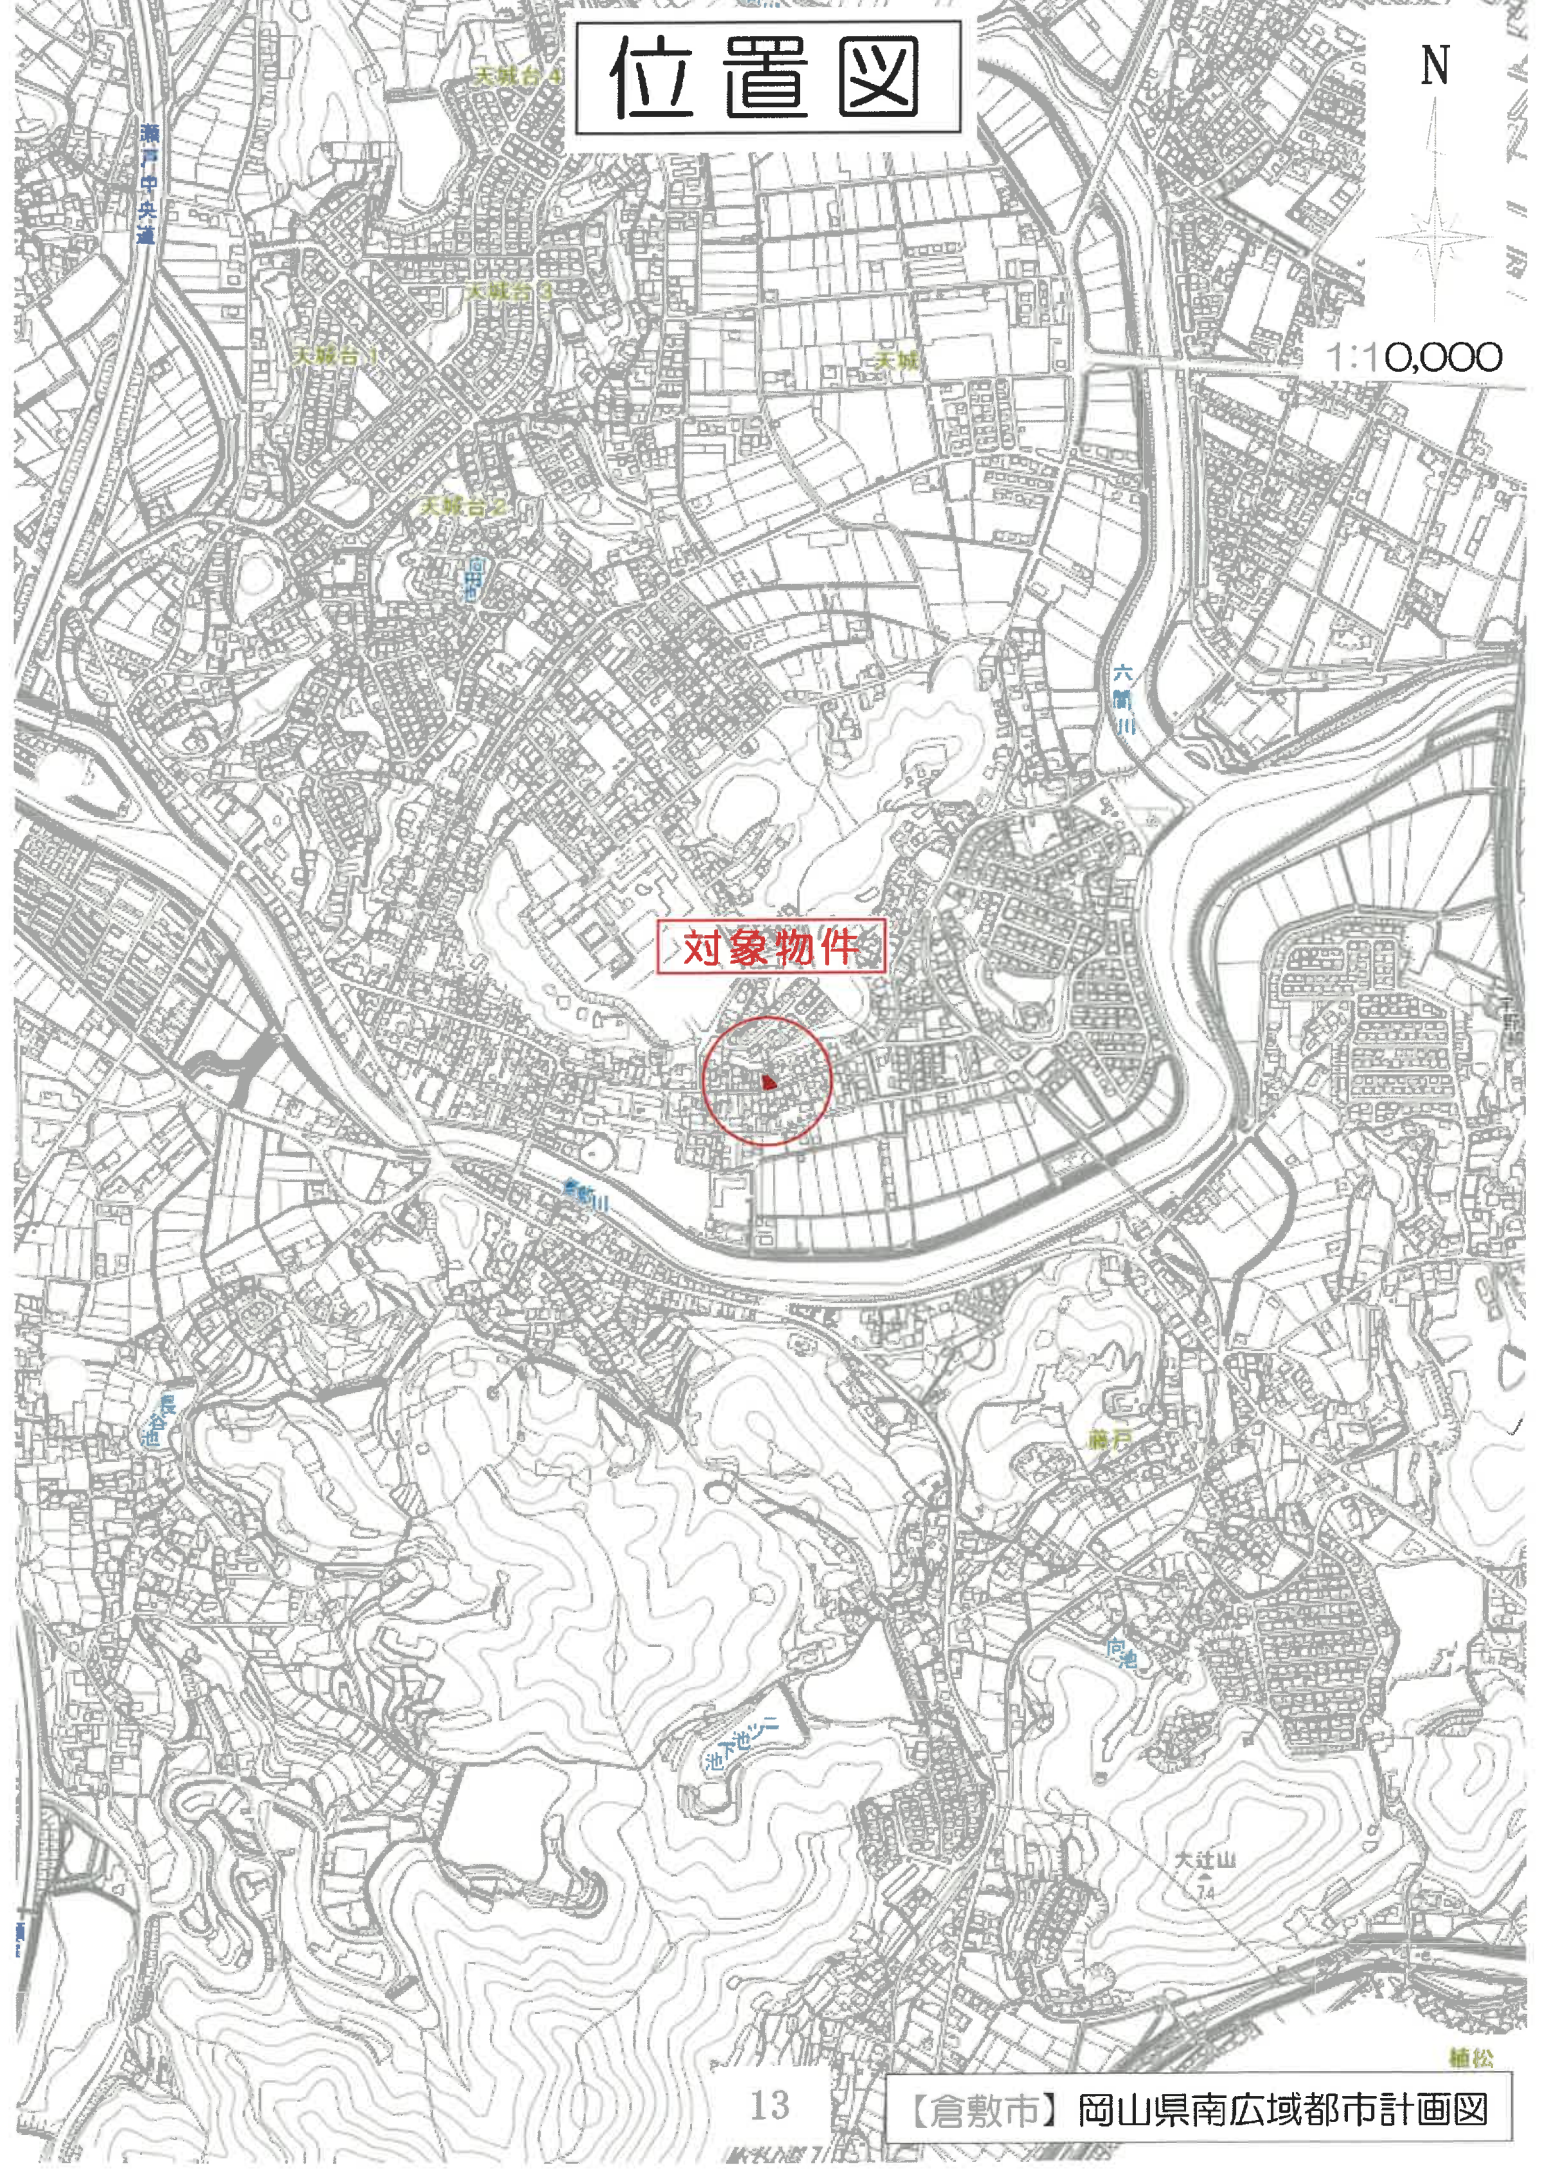 位置図
N
1:10,000
天城台4
瀬戸中央道
天城台3
天城台1
天城
天城台2
向田池
六間川
対象物件
倉敷川
長谷池
藤戸
向池
池下池ツニ
大辻山
74
植松
13
【倉敷市】岡山県南広域都市計画図